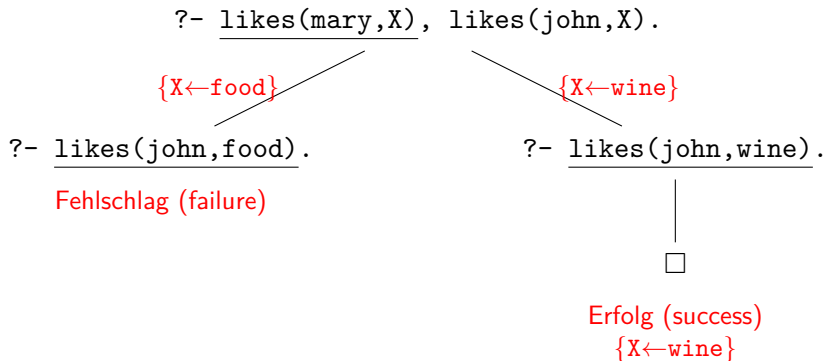 ?- likes(mary,X), likes(john,X).
{X←food} {X←wine}
?- likes(john,food). ?- likes(john,wine).
Fehlschlag (failure)
□
Erfolg (success)
{X←wine}